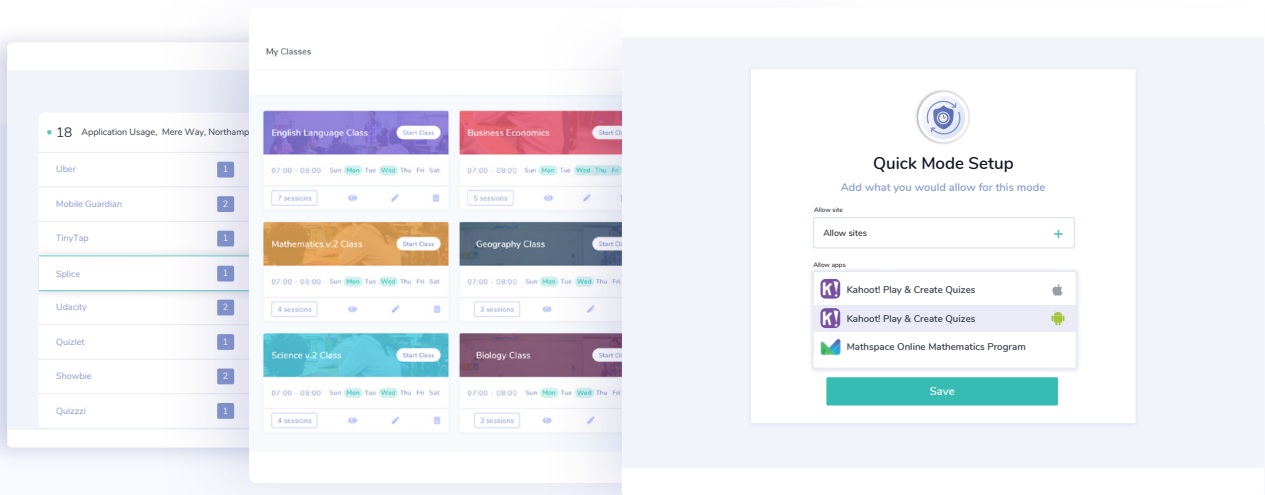 18 Application Usage, Mere Way, Northamp
Uber 1
Mobile Guardian 2
TinyTap 1
Splice 1
Udacity 2
Quizlet 1
Showbie 2
Quizzzi 1
My Classes
English Language Class Start Class
07:00 - 08:00 Sun Mon Tue Wed Thu Fri Sat
7 sessions
Business Economics Start Cla
07:00 - 08:00 Sun Mon Tue Wed Thu Fri
5 sessions
Mathematics v.2 Class Start Class
07:00 - 08:00 Sun Mon Tue Wed Thu Fri Sat
4 sessions
Geography Class Start Cla
07:00 - 08:00 Sun Mon Tue Wed Thu Fri
3 sessions
Science v.2 Class Start Class
07:00 - 08:00 Sun Mon Tue Wed Thu Fri Sat
4 sessions
Biology Class Start Cla
07:00 - 08:00 Sun Mon Tue Wed Thu Fri
3 sessions
Quick Mode Setup
Add what you would allow for this mode
Allow site
Allow sites +
Allow apps
K! Kahoot! Play & Create Quizes
K! Kahoot! Play & Create Quizes
Mathspace Online Mathematics Program
Save